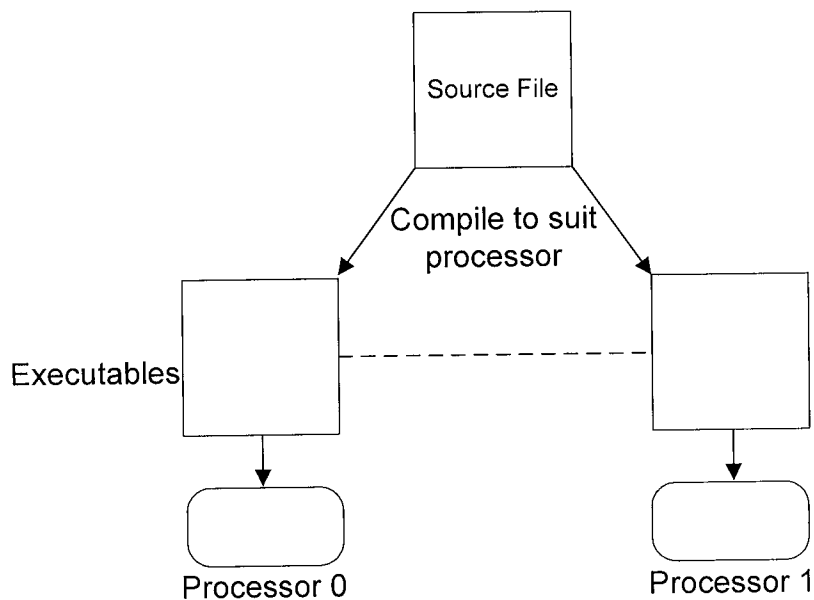 Source File
Compile to suit
processor
Executables
Processor 0
Processor 1